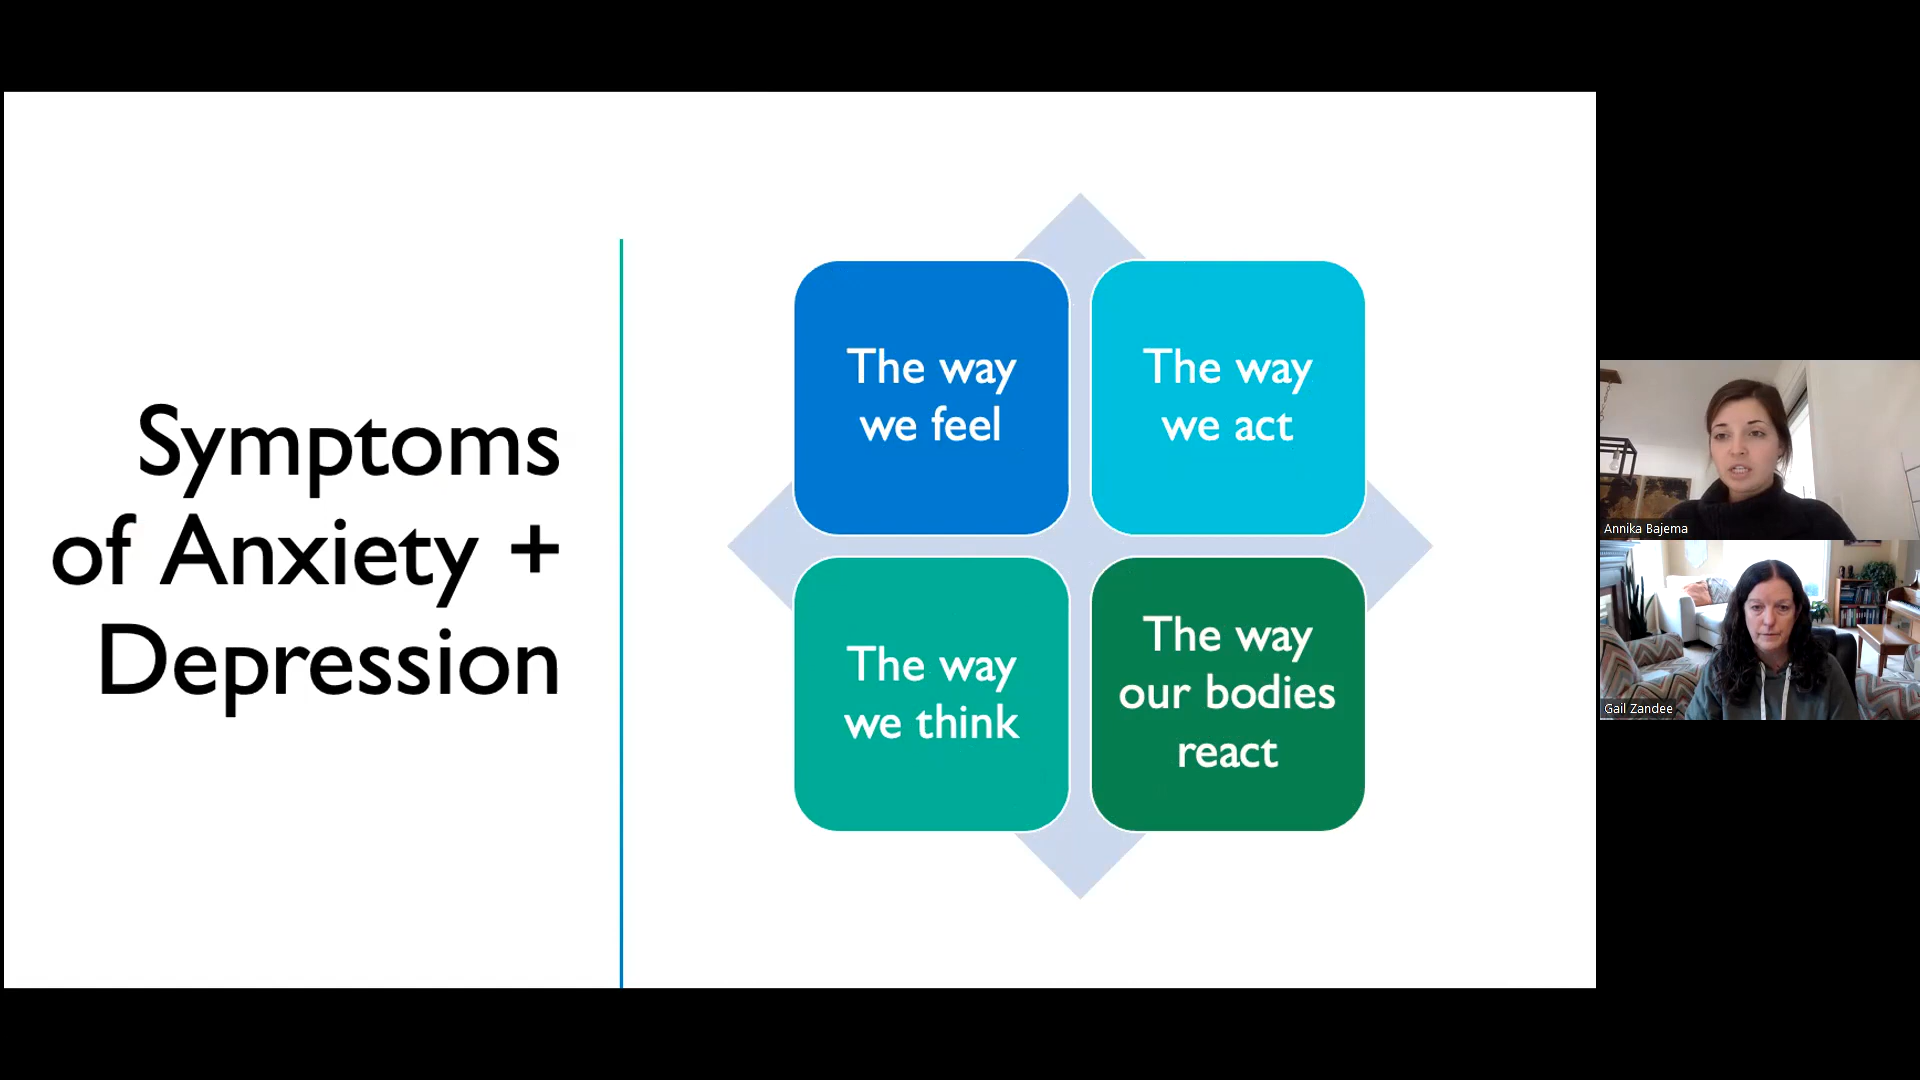 Symptoms
of Anxiety +
Depression
The way
we feel
The way
we act
The way
we think
The way
our bodies
react
Annika Bajema
Gail Zandee